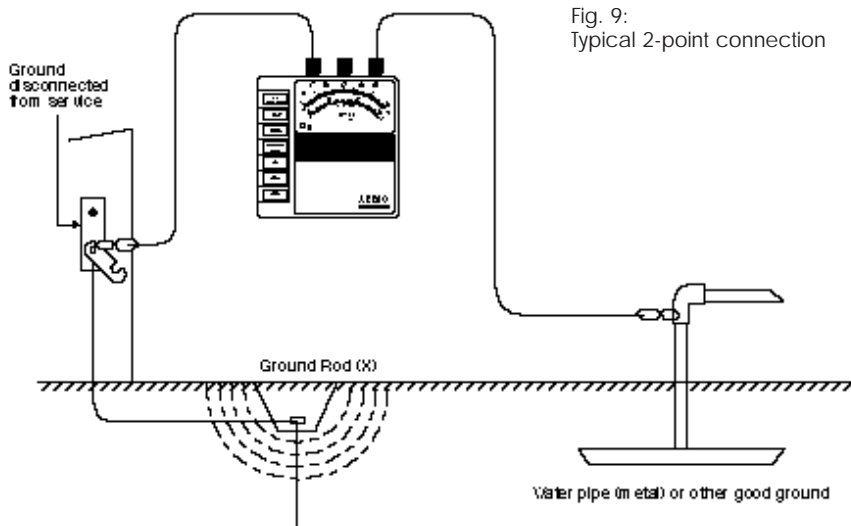 Fig. 9:
Typical 2-point connection
Ground
disconnected
from service
Ground Rod (X)
Water pipe (metal) or other good ground